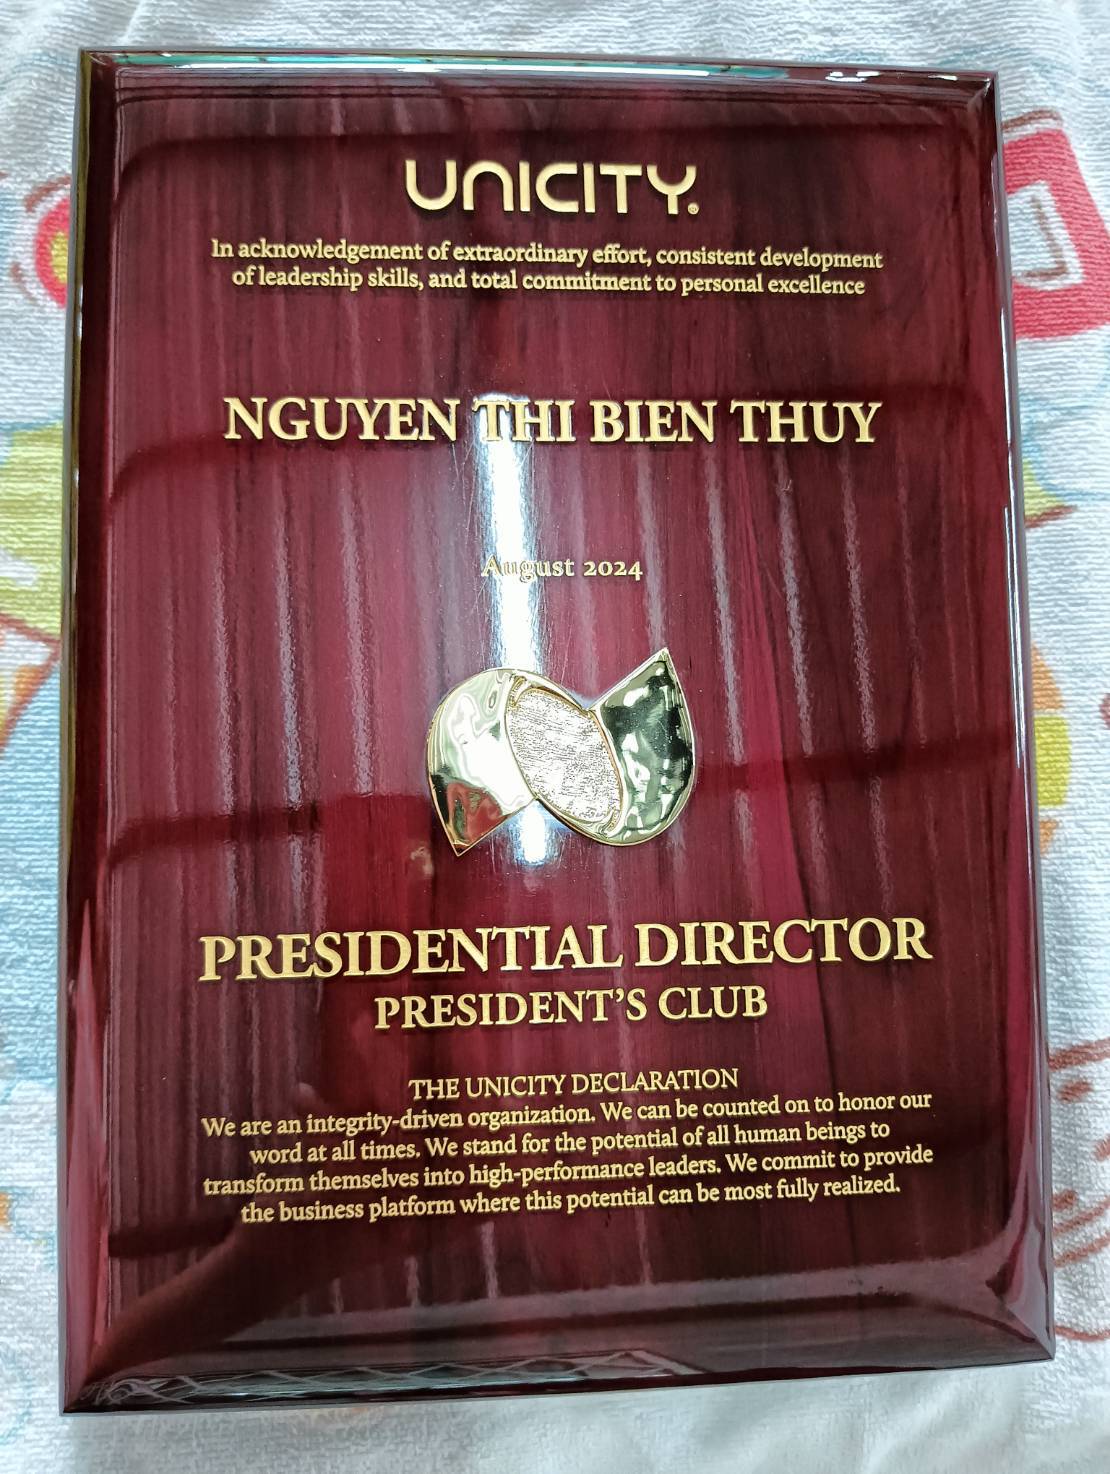 UNICITY®
In acknowledgement of extraordinary effort, consistent development
of leadership skills, and total commitment to personal excellence
NGUYEN THI BIEN THUY
August 2024
PRESIDENTIAL DIRECTOR
PRESIDENT'S CLUB
THE UNICITY DECLARATION
We are an integrity-driven organization. We can be counted on to honor our
word at all times. We stand for the potential of all human beings to
transform themselves into high-performance leaders. We commit to provide
the business platform where this potential can be most fully realized.